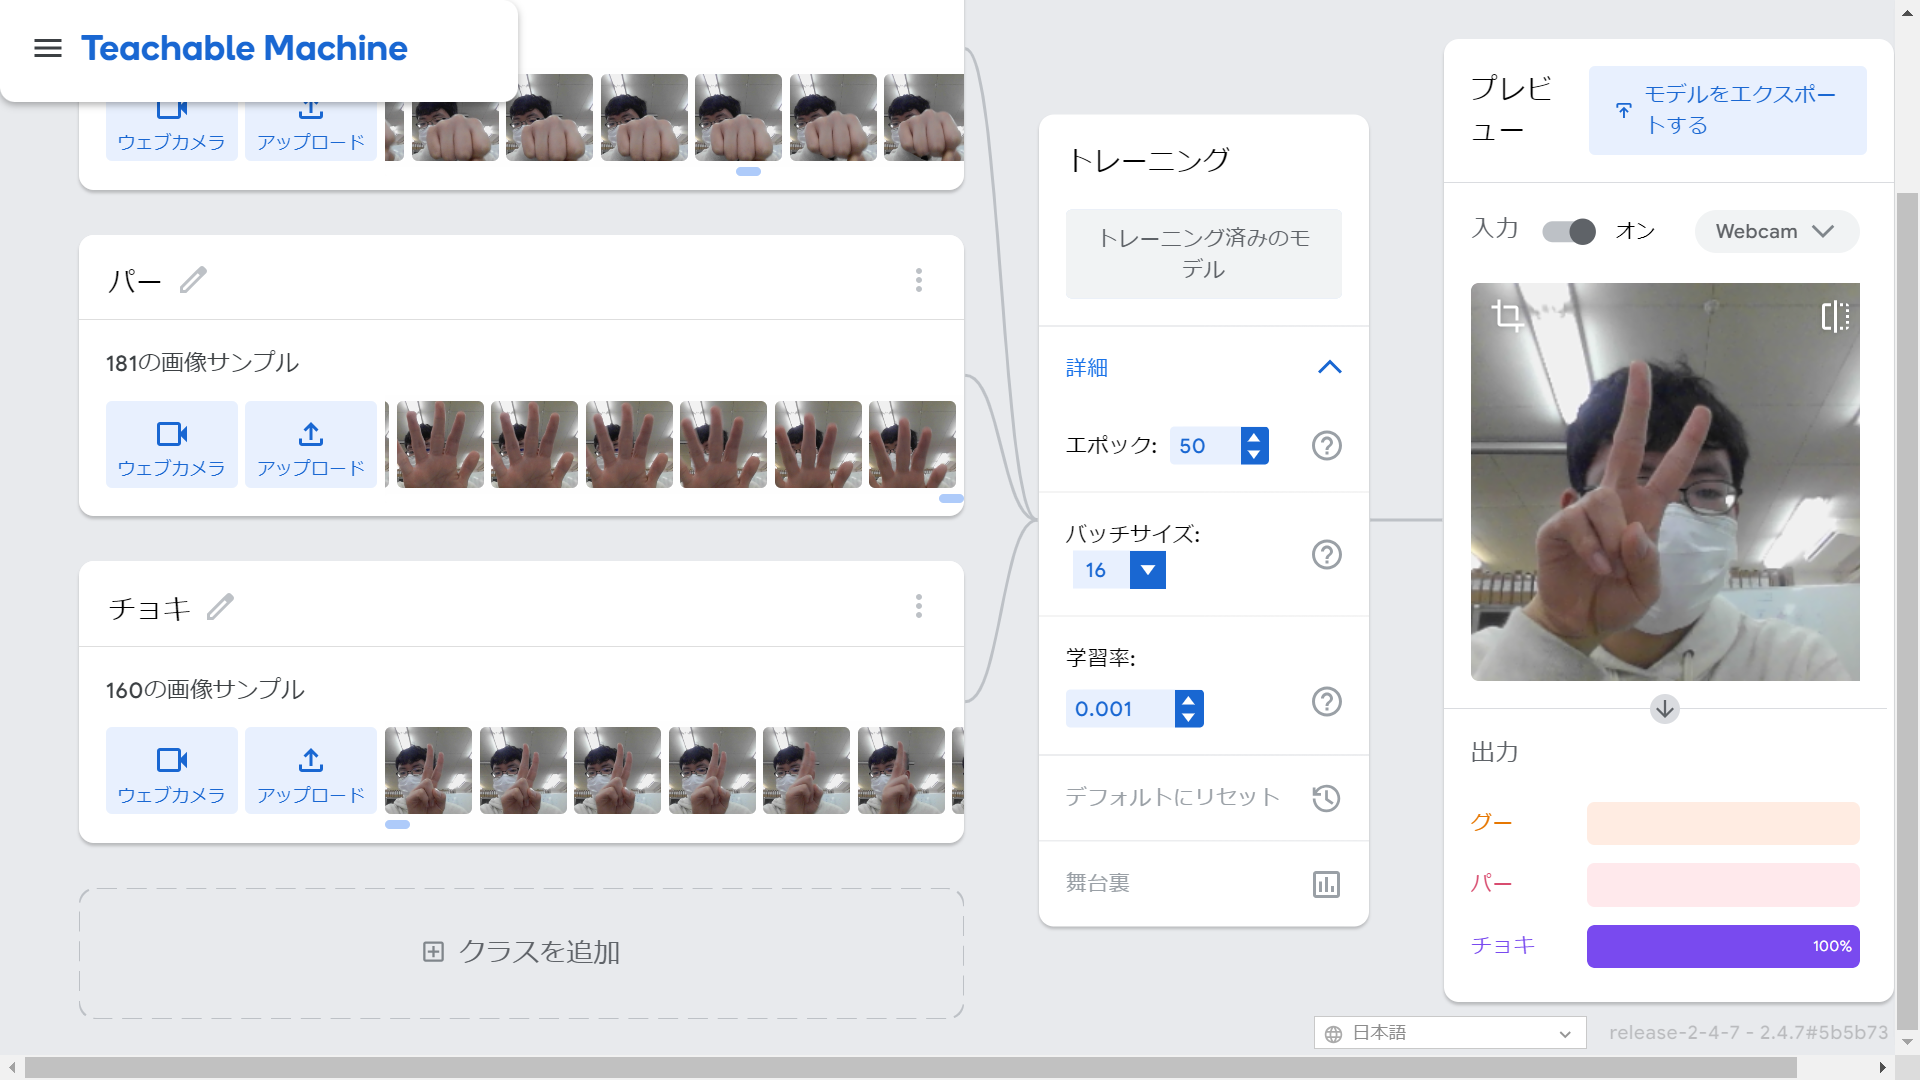 Teachable Machine
ウェブカメラ
アップロード
パー
181の画像サンプル
ウェブカメラ
アップロード
チョキ
160の画像サンプル
ウェブカメラ
アップロード
クラスを追加
トレーニング
トレーニング済みのモ
デル
詳細
エポック: 50
バッチサイズ:
16
学習率:
0.001
デフォルトにリセット
舞台裏
プレビ
ュー
モデルをエクスポー
トする
入力 オン Webcam
出力
グー
パー
チョキ 100%
日本語
release-2-4-7 - 2.4.7#5b5b73